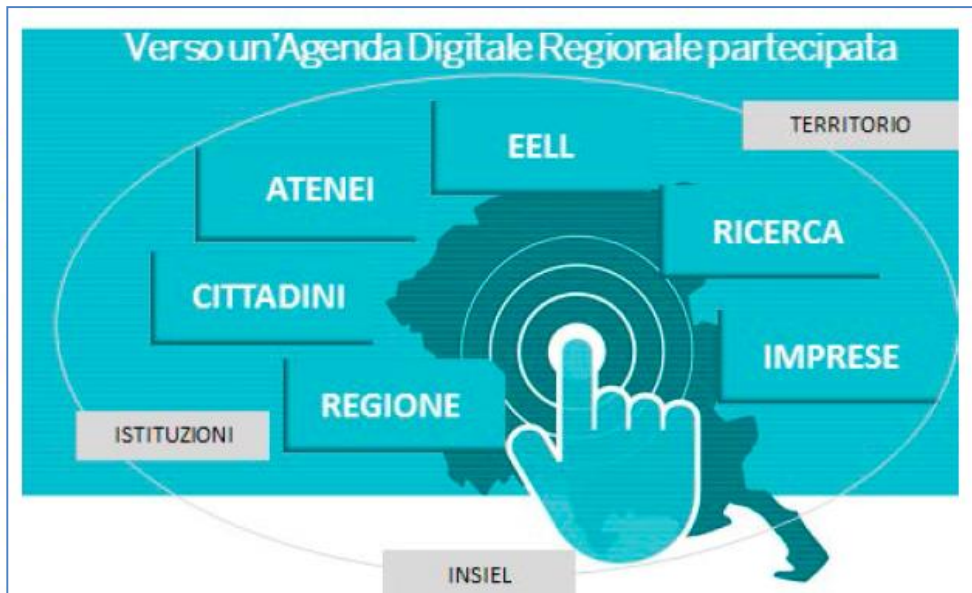 Verso un'Agenda Digitale Regionale partecipata
TERRITORIO
EELL
ATENEI
RICERCA
CITTADINI
IMPRESE
REGIONE
ISTITUZIONI
INSIEL